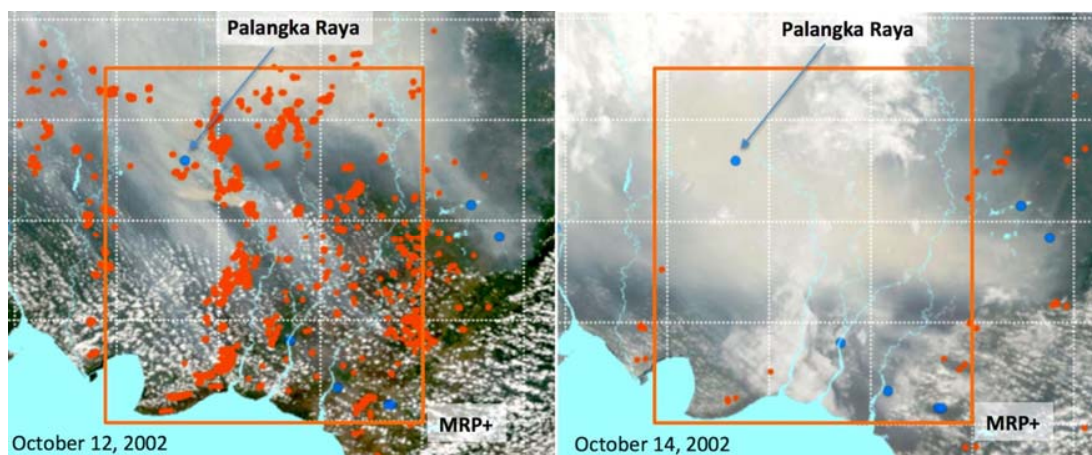 Palangka Raya
MRP+
October 12, 2002
Palangka Raya
MRP+
October 14, 2002